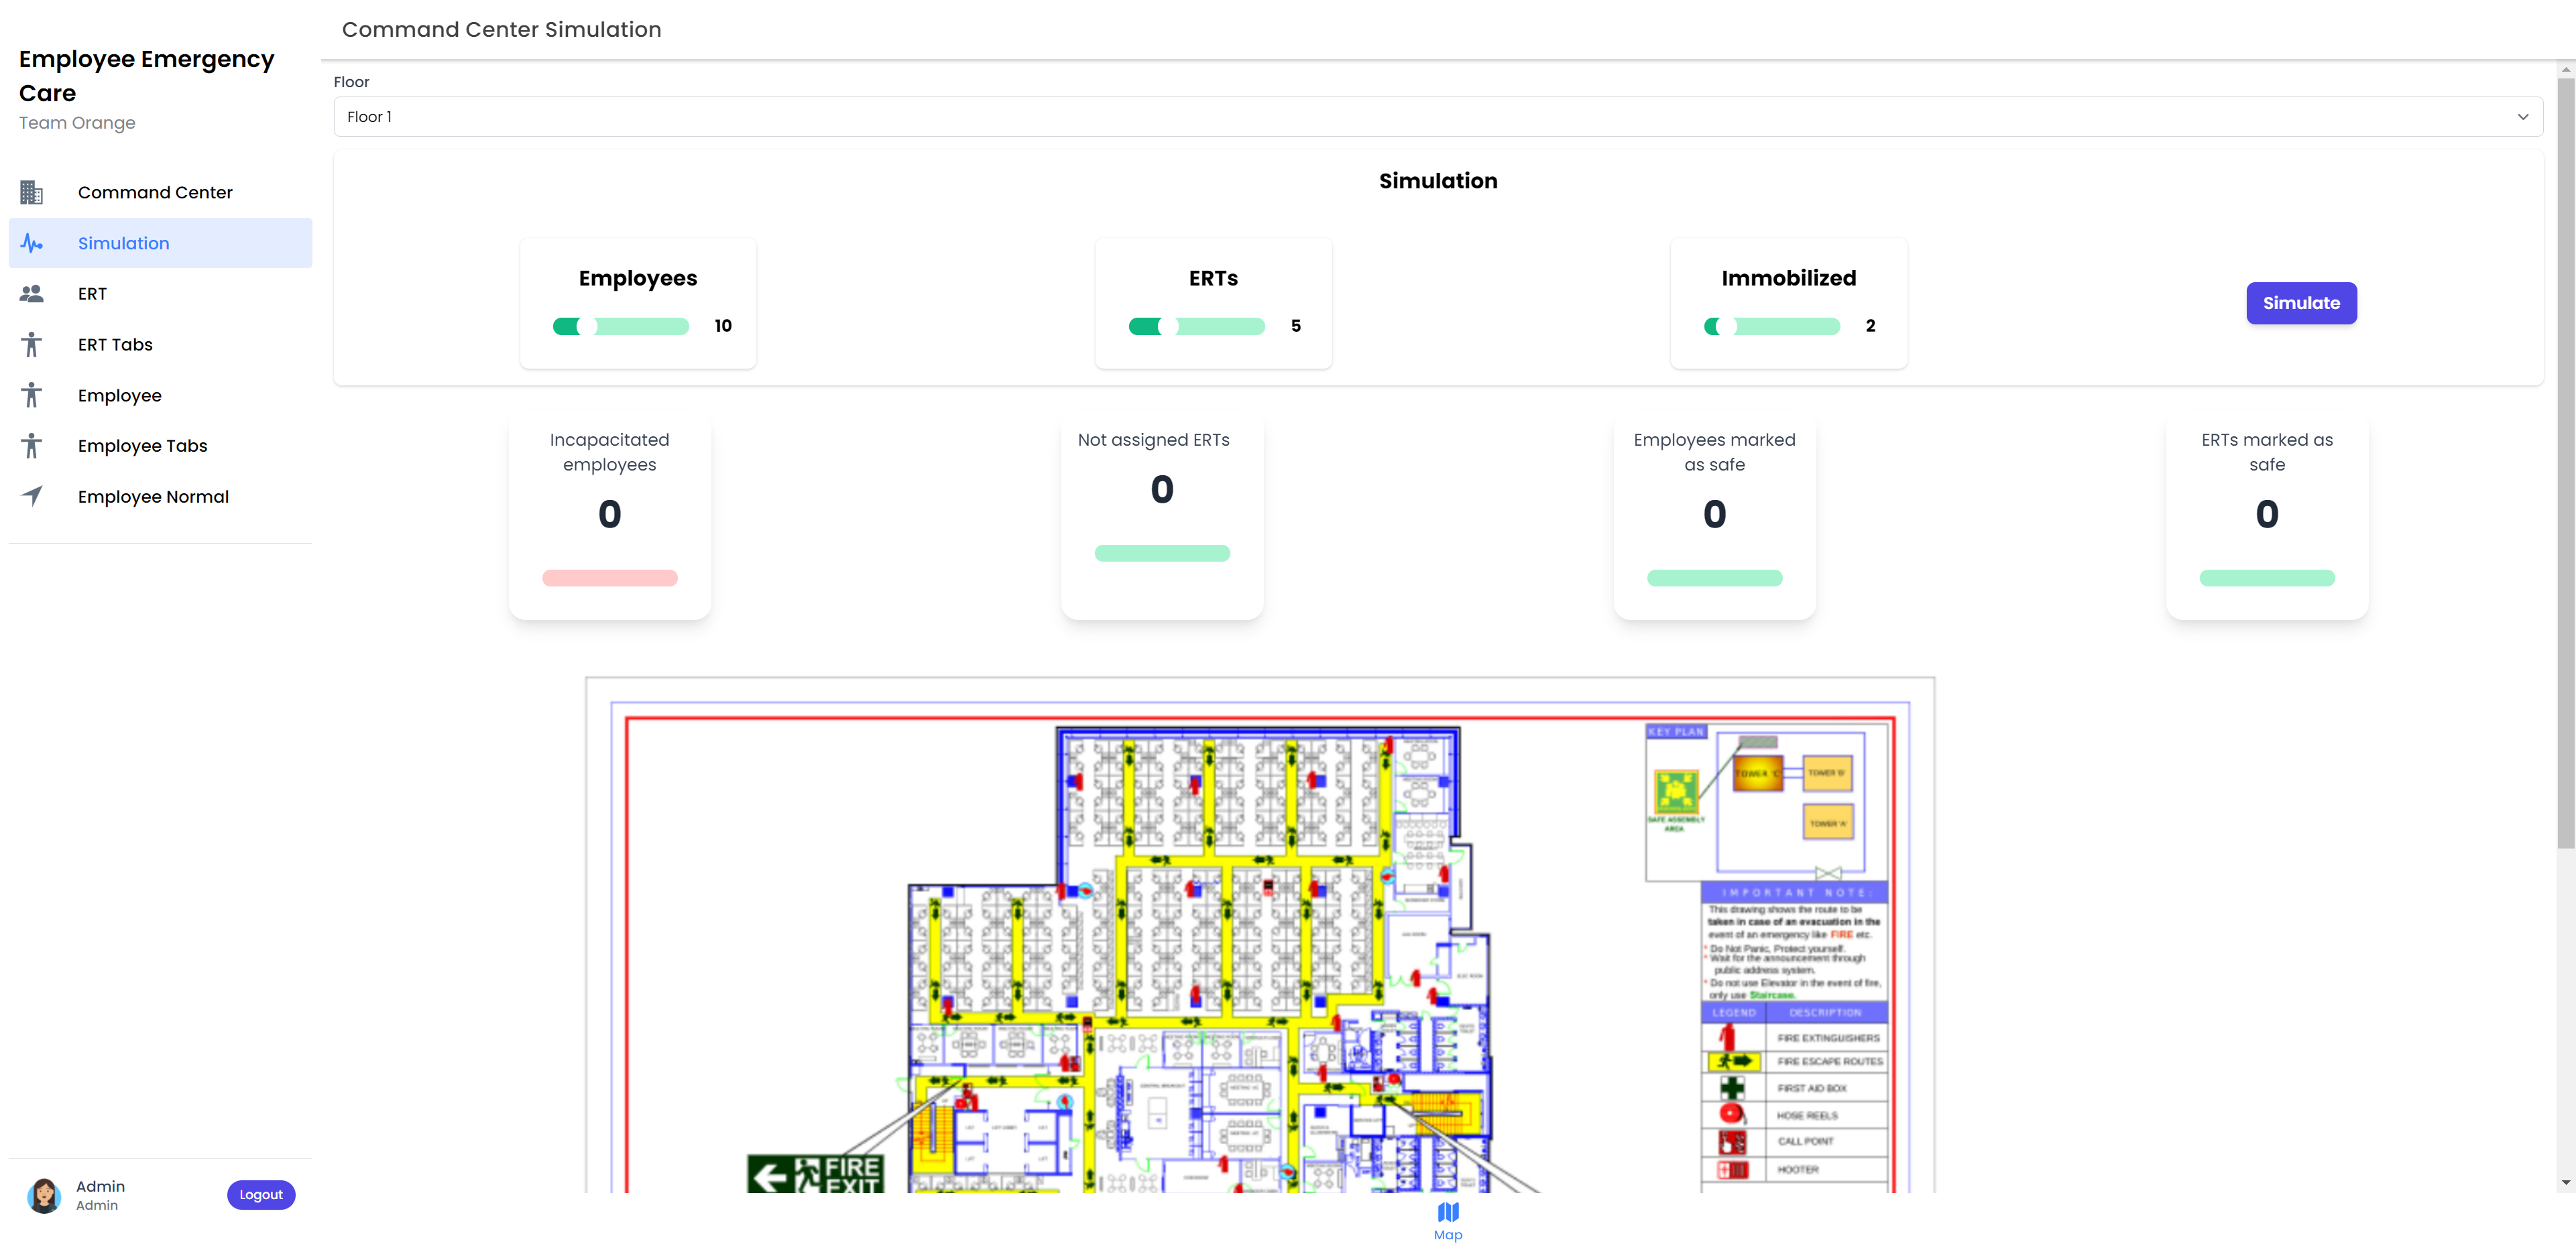 Command Center Simulation
Employee Emergency
Care
Team Orange
Command Center
Simulation
ERT
ERT Tabs
Employee
Employee Tabs
Employee Normal
Admin
Admin
Logout
Floor
Floor 1
Simulation
Employees
10
ERTs
5
Immobilized
2
Simulate
Incapacitated
employees
0
Not assigned ERTs
0
Employees marked
as safe
0
ERTs marked as
safe
0
KEY PLAN
TOWER 'C'
TOWER 'B'
TOWER 'A'
SAFE ASSEMBLY
AREA
IMPORTANT NOTE:
This drawing shows the route to be
taken in case of an evacuation in the
event of an emergency like FIRE etc.
* Do Not Panic, Protect yourself.
* Wait for the announcement through
public address system.
* Do not use Elevator in the event of fire,
only use Staircase.
LEGEND DESCRIPTION
FIRE EXTINGUISHERS
FIRE ESCAPE ROUTES
FIRST AID BOX
HOSE REELS
CALL POINT
HOOTER
FIRE
EXIT
Map